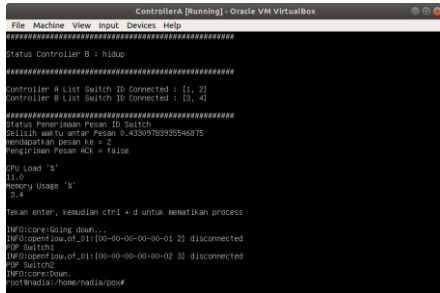 ControllerA [Running] - Oracle VM VirtualBox
File Machine View Input Devices Help
####################################################
Status Controller B : hidup
####################################################
Controller A List Switch ID Connected : [1, 2]
Controller B List Switch ID Connected : [3, 4]
####################################################
Status Penerimaan Pesan ID Switch
Selisih waktu antar Pesan 0.43309783935546875
mendapatkan pesan ke = 2
Pengiriman Pesan ACK = false
CPU Load '%'
11.0
Memory Usage '%'
3.4
Tekan enter, kemudian ctrl + d untuk mematikan process
INFO:core:Going down...
INFO:openflow.of_01:[00-00-00-00-00-01 2] disconnected
POP Switch1
INFO:openflow.of_01:[00-00-00-00-00-02 3] disconnected
POP Switch2
INFO:core:Down.
root@nadia:/home/nadia/pox#